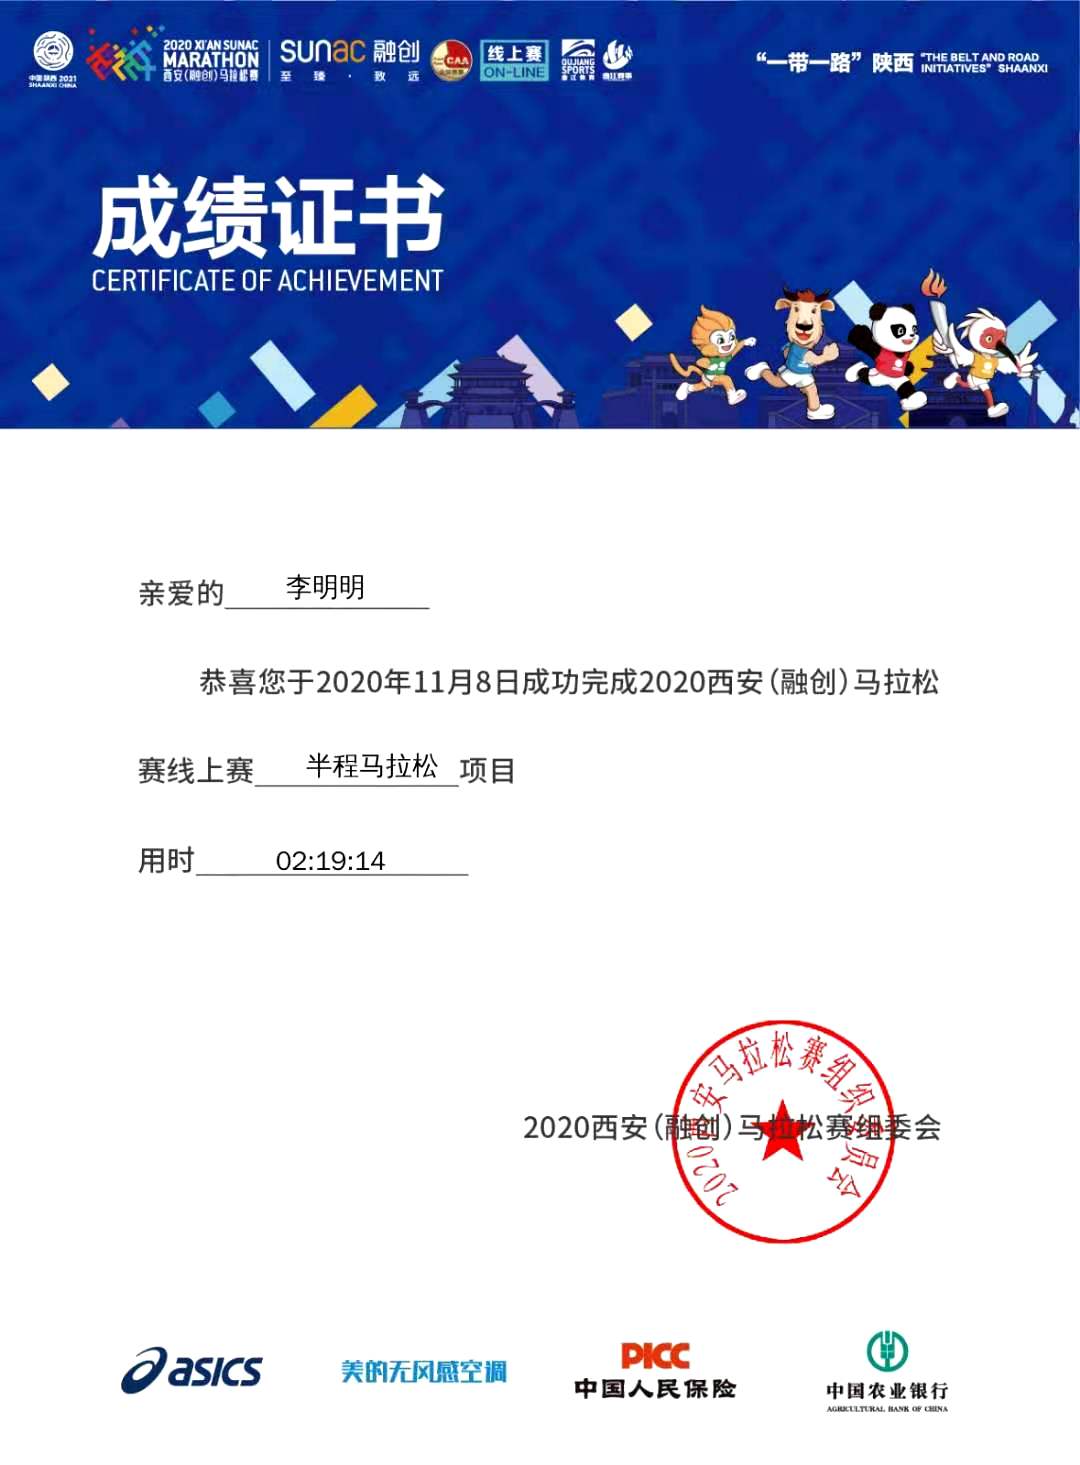 中国陕西 2021
SHAANXI CHINA
2020 XI'AN SUNAC
MARATHON
西安(融创)马拉松赛
sunac 融创
至 臻 · 致 远
CAA
线上赛
ON-LINE
QUJIANG
SPORTS
曲江体育
“一带一路” 陕西 “THE BELT AND ROAD
INITIATIVES” SHAANXI
成绩证书
CERTIFICATE OF ACHIEVEMENT
亲爱的 李明明
恭喜您于2020年11月8日成功完成2020西安（融创）马拉松
赛线上赛 半程马拉松 项目
用时 02:19:14
2020西安马拉松赛组织委员会
2020西安（融创）马拉松赛组委会
asics
美的无风感空调
PICC
中国人民保险
中国农业银行
AGRICULTURAL BANK OF CHINA